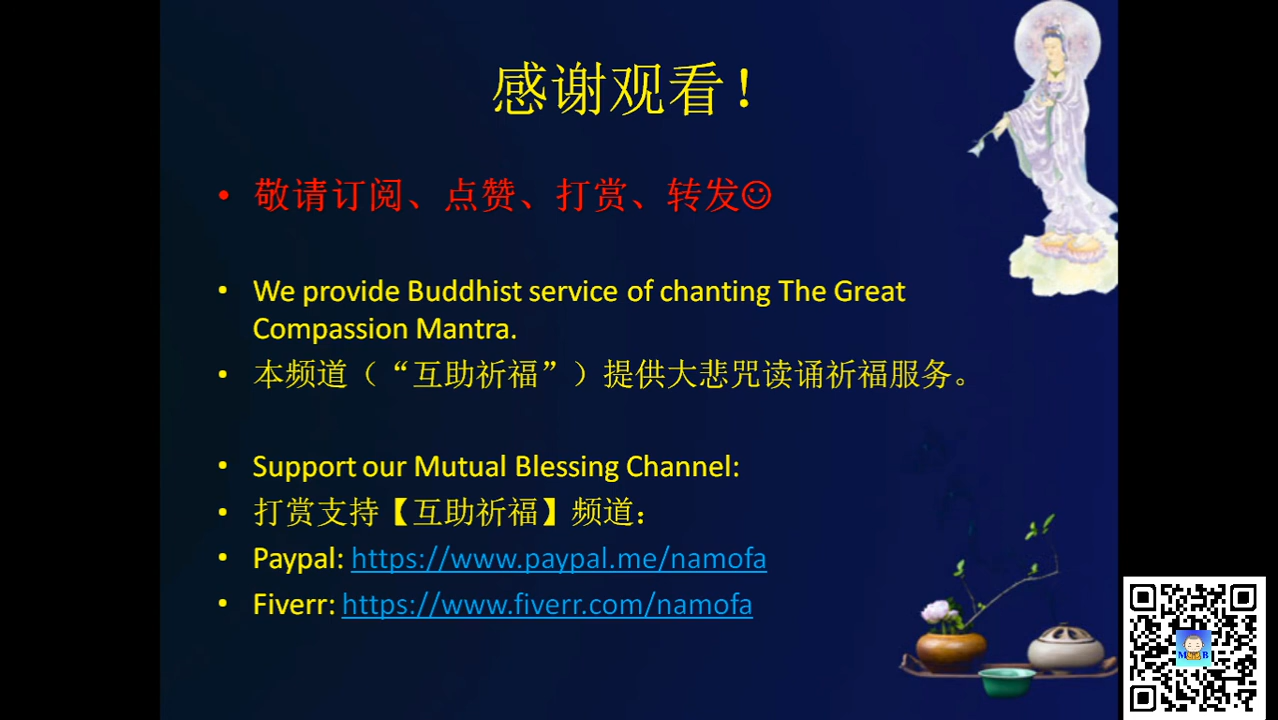 感谢观看！
• 敬请订阅、点赞、打赏、转发☺
• We provide Buddhist service of chanting The Great
Compassion Mantra.
• 本频道（“互助祈福”）提供大悲咒读诵祈福服务。
• Support our Mutual Blessing Channel:
• 打赏支持【互助祈福】频道：
• Paypal: https://www.paypal.me/namofa
• Fiverr: https://www.fiverr.com/namofa